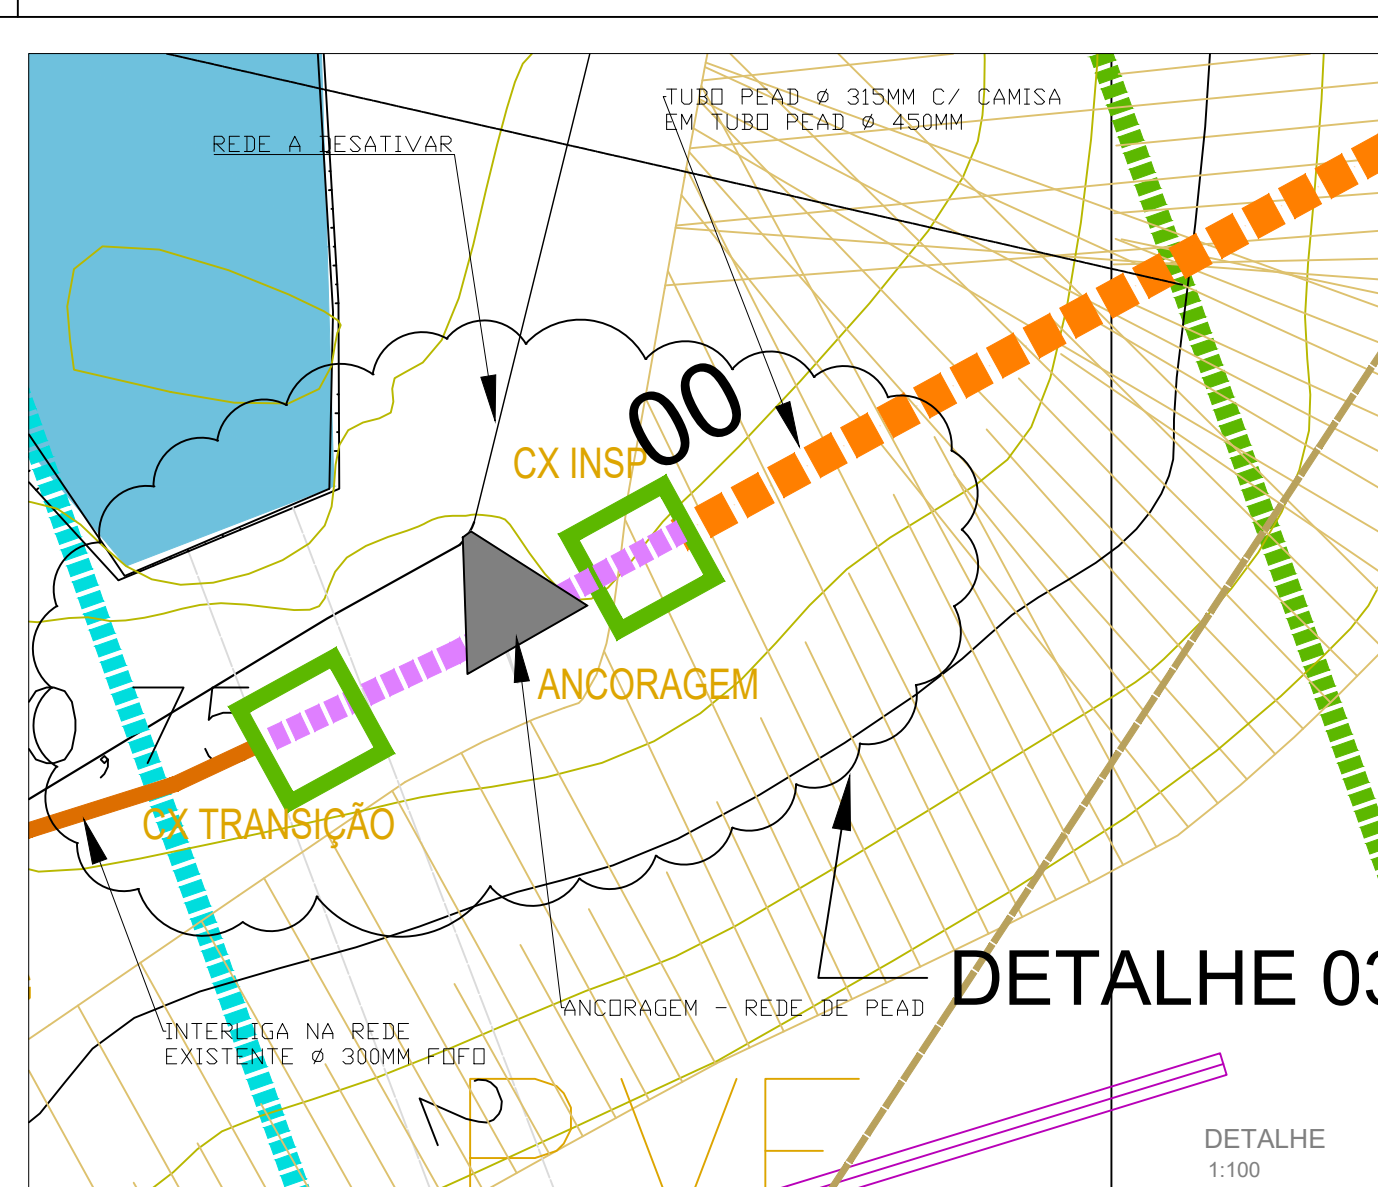 TUBO PEAD Ø 315MM C/ CAMISA
EM TUBO PEAD Ø 450MM
REDE A DESATIVAR
00
CX INSP
ANCORAGEM
CX TRANSIÇÃO
DETALHE 03
ANCORAGEM - REDE DE PEAD
INTERLIGA NA REDE
EXISTENTE Ø 300MM FOFO
2
DETALHE
1:100